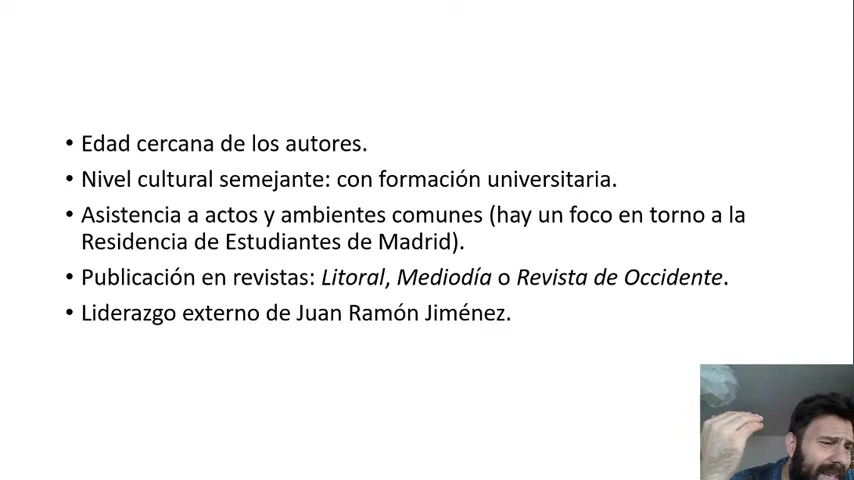 • Edad cercana de los autores.
• Nivel cultural semejante: con formación universitaria.
• Asistencia a actos y ambientes comunes (hay un foco en torno a la
Residencia de Estudiantes de Madrid).
• Publicación en revistas: Litoral, Mediodía o Revista de Occidente.
• Liderazgo externo de Juan Ramón Jiménez.